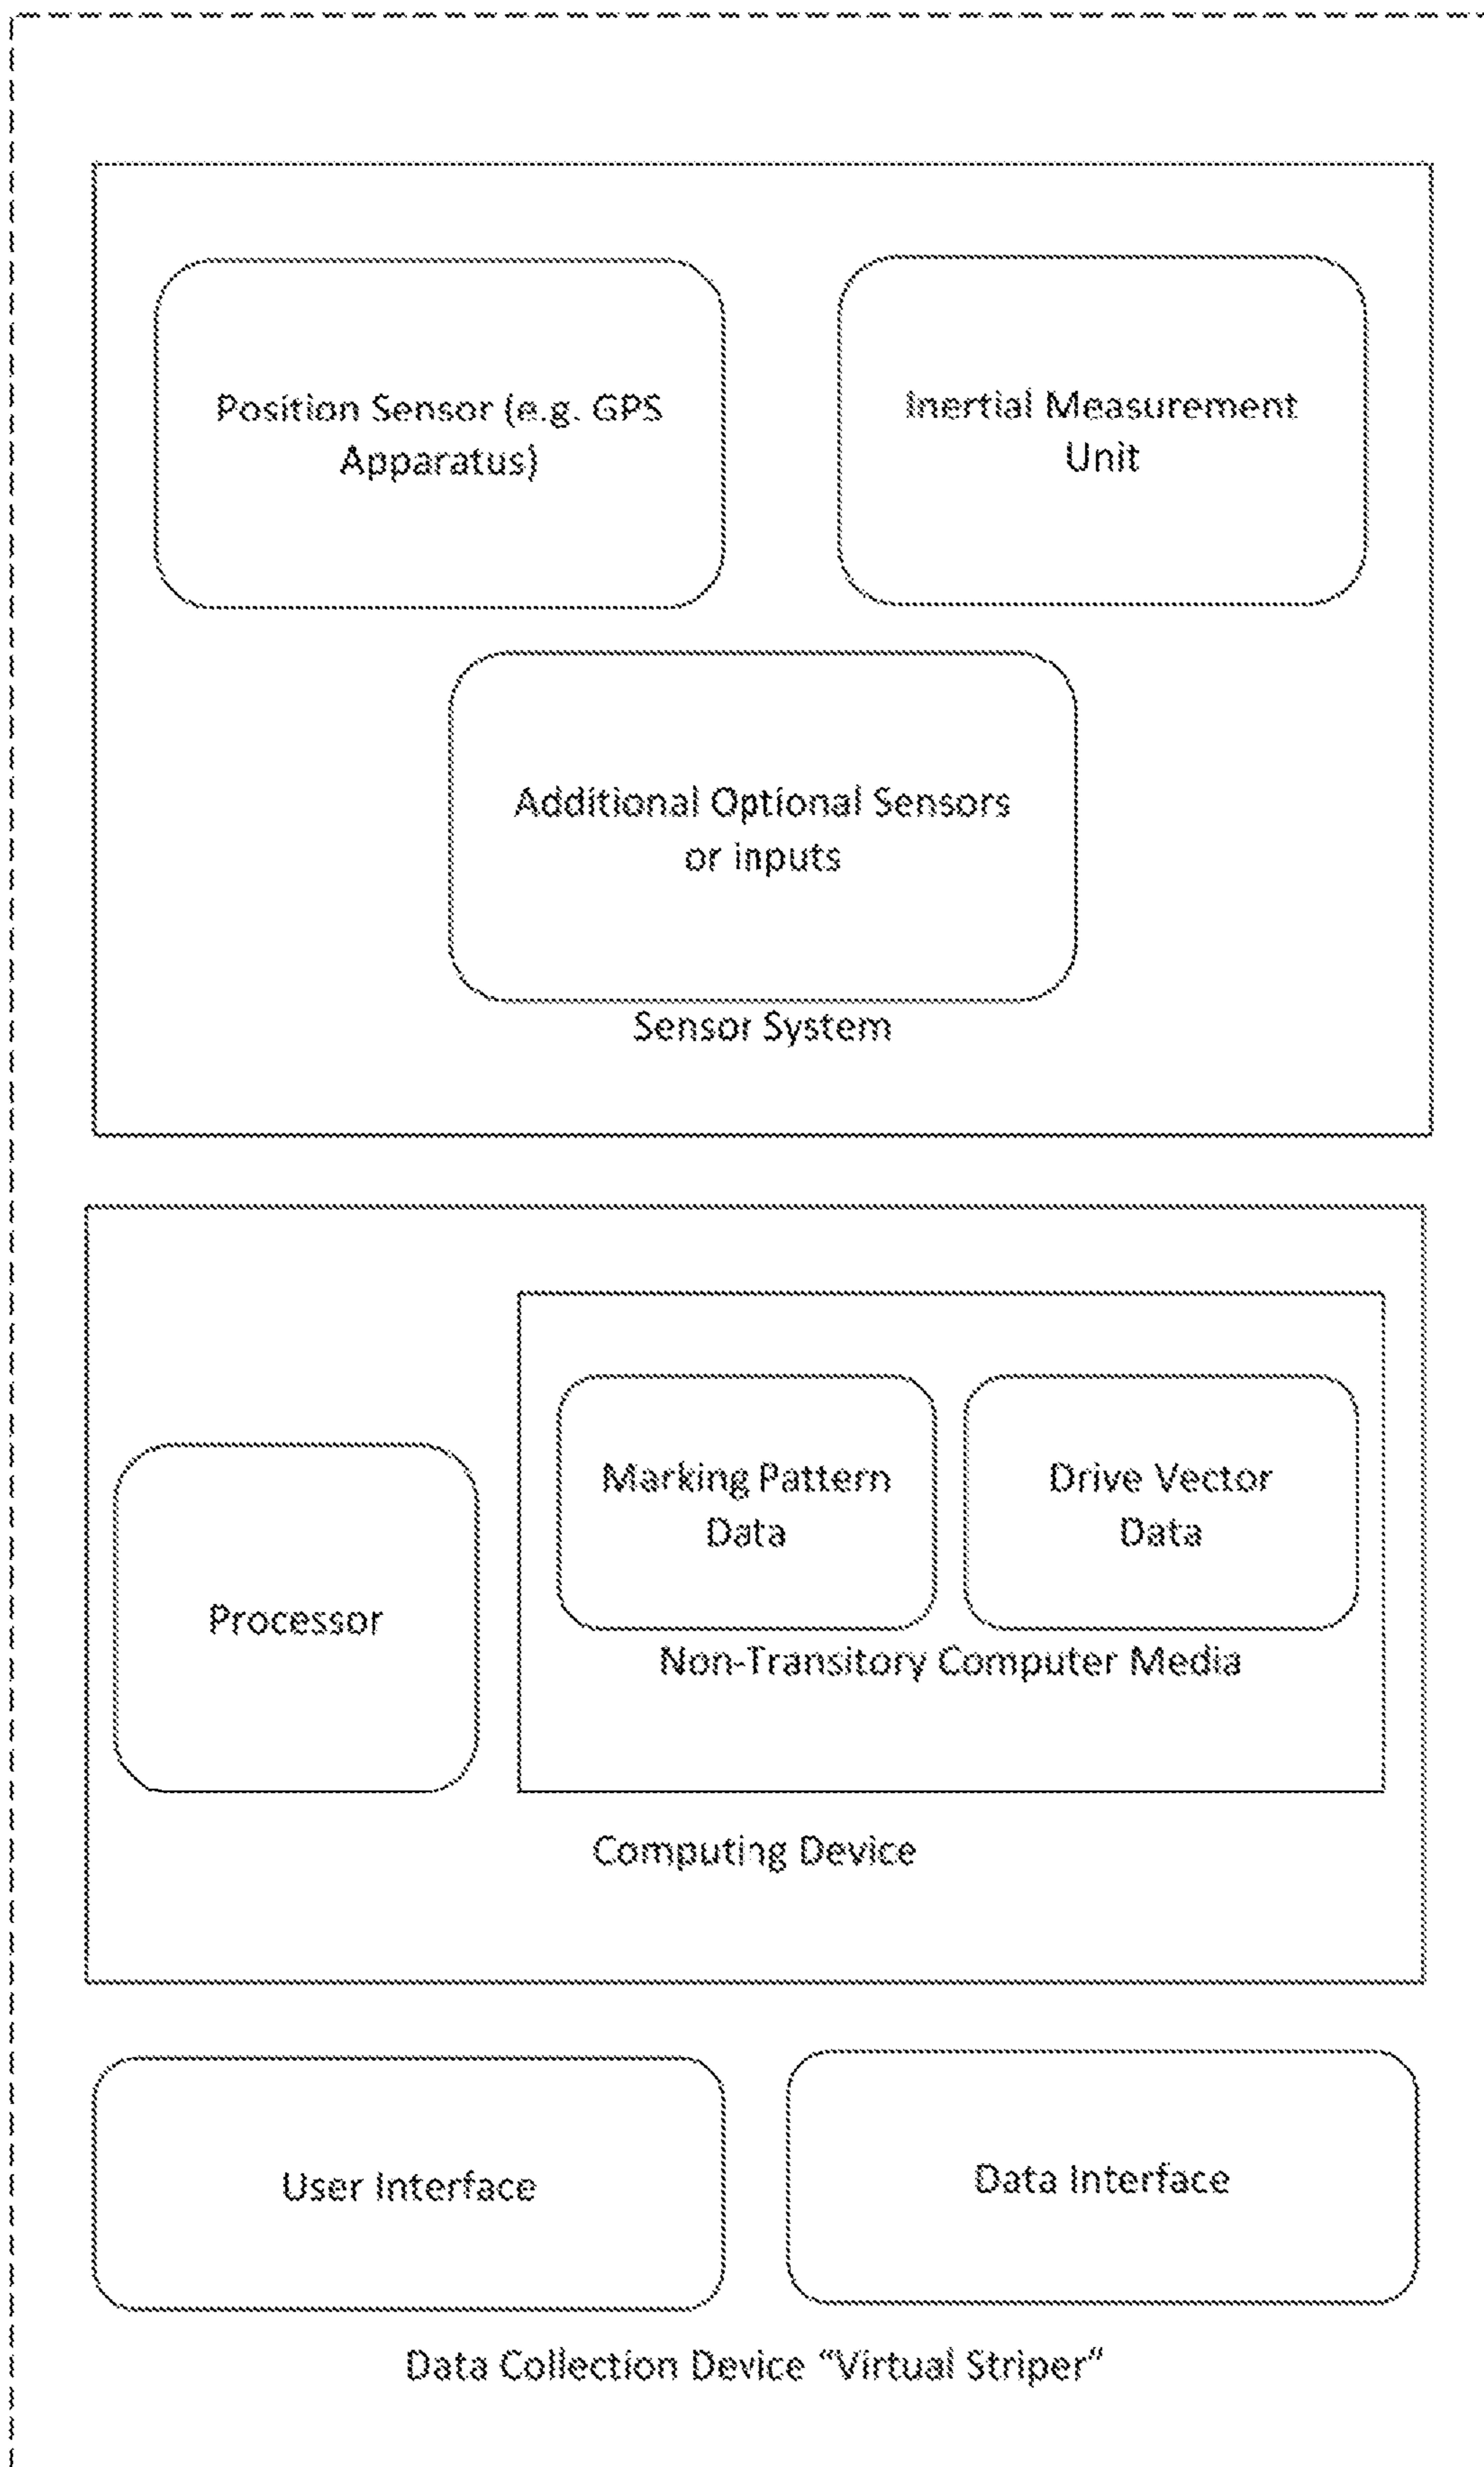 Position Sensor (e.g. GPS
Apparatus)
Inertial Measurement
Unit
Additional Optional Sensors
or inputs
Sensor System
Marking Pattern
Data
Drive Vector
Data
Processor
Non-Transitory Computer Media
Computing Device
User Interface
Data Interface
Data Collection Device “Virtual Striper”